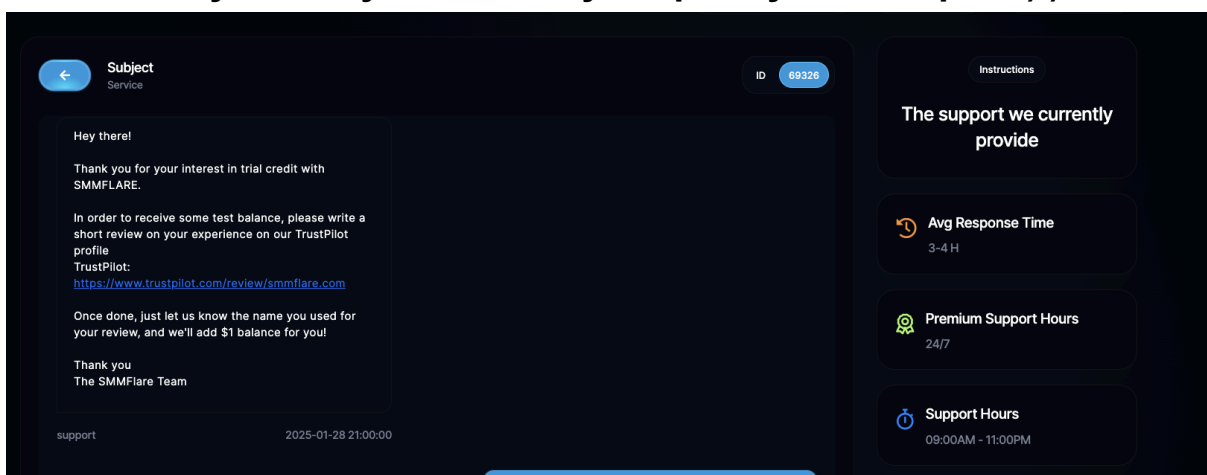 Subject
Service
ID 69326
Hey there!
Thank you for your interest in trial credit with
SMMFLARE.
In order to receive some test balance, please write a
short review on your experience on our TrustPilot
profile
TrustPilot:
https://www.trustpilot.com/review/smmflare.com
Once done, just let us know the name you used for
your review, and we'll add $1 balance for you!
Thank you
The SMMFlare Team
support 2025-01-28 21:00:00
Instructions
The support we currently
provide
Avg Response Time
3-4 H
Premium Support Hours
24/7
Support Hours
09:00AM - 11:00PM